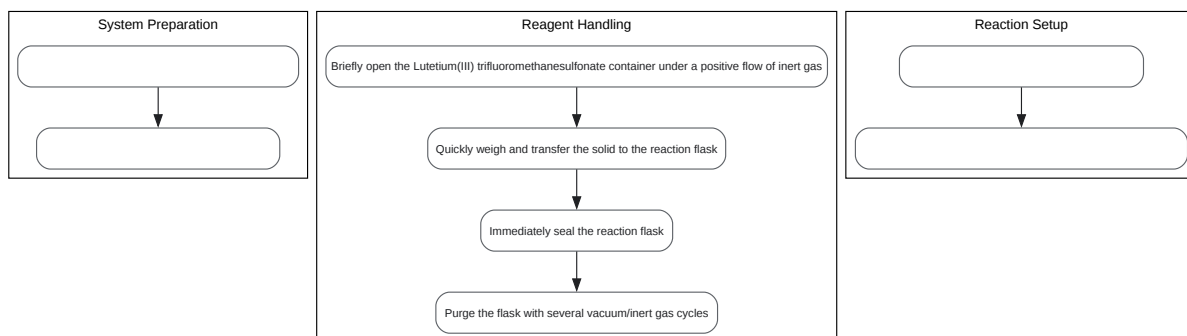 System Preparation
Reagent Handling
Briefly open the Lutetium(III) trifluoromethanesulfonate container under a positive flow of inert gas
Quickly weigh and transfer the solid to the reaction flask
Immediately seal the reaction flask
Purge the flask with several vacuum/inert gas cycles
Reaction Setup